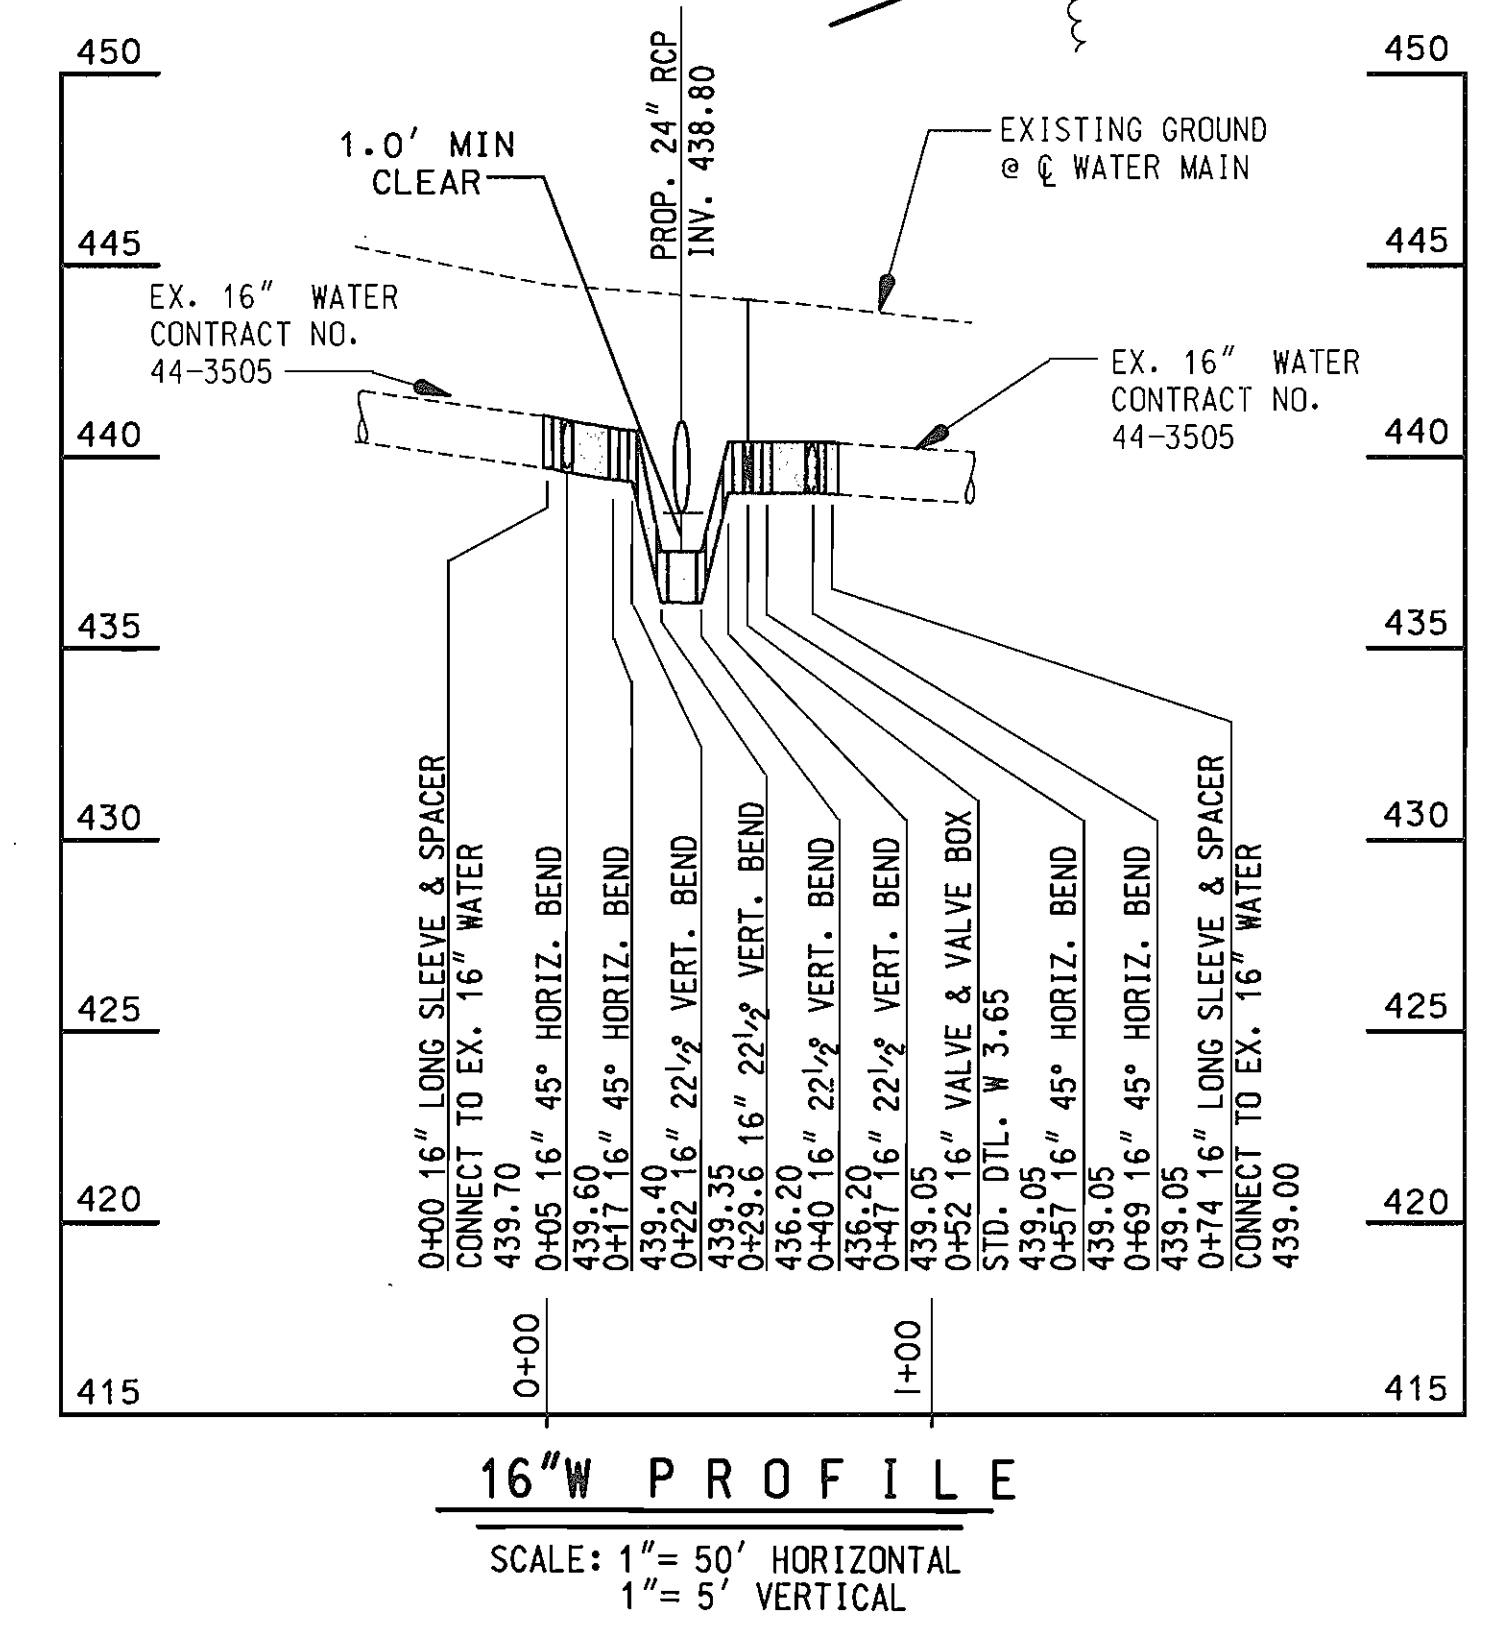 450
450
PROP. 24" RCP
INV. 438.80
1.0' MIN
CLEAR
EXISTING GROUND
@ ℄ WATER MAIN
445
445
EX. 16" WATER
CONTRACT NO.
44-3505
EX. 16" WATER
CONTRACT NO.
44-3505
440
440
435
435
430
430
425
425
420
420
415
415
0+00 16" LONG SLEEVE & SPACER
CONNECT TO EX. 16" WATER
439.70
0+05 16" 45° HORIZ. BEND
439.60
0+17 16" 45° HORIZ. BEND
439.40
0+22 16" 22½° VERT. BEND
439.35
0+29.6 16" 22½° VERT. BEND
436.20
0+40 16" 22½° VERT. BEND
436.20
0+47 16" 22½° VERT. BEND
439.05
0+52 16" VALVE & VALVE BOX
STD. DTL. W 3.65
439.05
0+57 16" 45° HORIZ. BEND
439.05
0+69 16" 45° HORIZ. BEND
439.05
0+74 16" LONG SLEEVE & SPACER
CONNECT TO EX. 16" WATER
439.00
0+00
1+00
16"W PROFILE
SCALE: 1"= 50' HORIZONTAL
1"= 5' VERTICAL